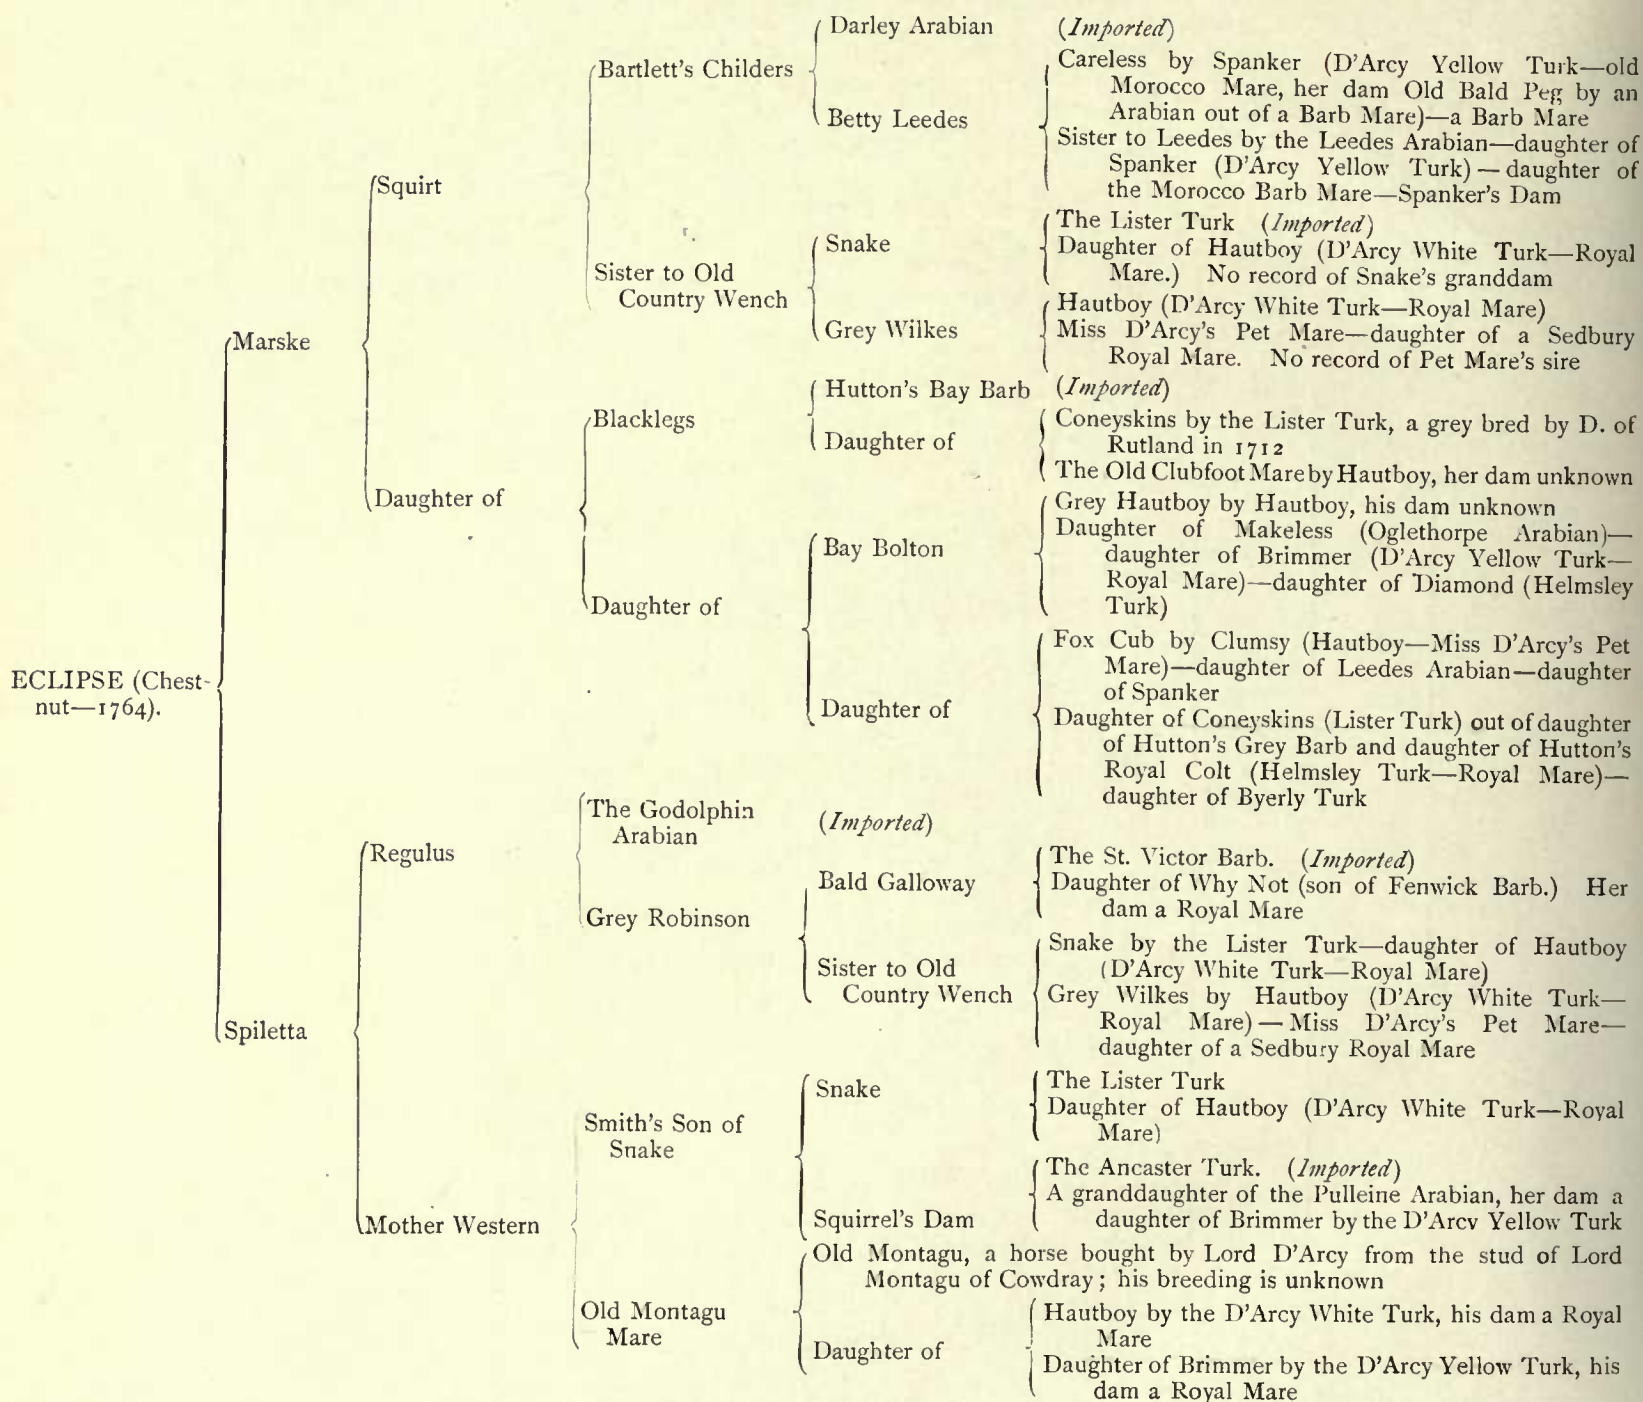 Darley Arabian (Imported)
Bartlett's Childers
Careless by Spanker (D'Arcy Yellow Turk—old
Morocco Mare, her dam Old Bald Peg by an
Arabian out of a Barb Mare)—a Barb Mare
Betty Leedes
Sister to Leedes by the Leedes Arabian—daughter of
Spanker (D'Arcy Yellow Turk) — daughter of
the Morocco Barb Mare—Spanker's Dam
Squirt
The Lister Turk (Imported)
Snake
Daughter of Hautboy (D'Arcy White Turk—Royal
Mare.) No record of Snake's granddam
Sister to Old
Country Wench
Hautboy (D'Arcy White Turk—Royal Mare)
Grey Wilkes
Miss D'Arcy's Pet Mare—daughter of a Sedbury
Royal Mare. No record of Pet Mare's sire
Marske
Hutton's Bay Barb (Imported)
Blacklegs
Coneyskins by the Lister Turk, a grey bred by D. of
Rutland in 1712
Daughter of
The Old Clubfoot Mare by Hautboy, her dam unknown
Daughter of
Grey Hautboy by Hautboy, his dam unknown
Bay Bolton
Daughter of Makeless (Oglethorpe Arabian)—
daughter of Brimmer (D'Arcy Yellow Turk—
Royal Mare)—daughter of Diamond (Helmsley
Turk)
Daughter of
Fox Cub by Clumsy (Hautboy—Miss D'Arcy's Pet
Mare)—daughter of Leedes Arabian—daughter
of Spanker
Daughter of
Daughter of Coneyskins (Lister Turk) out of daughter
of Hutton's Grey Barb and daughter of Hutton's
Royal Colt (Helmsley Turk—Royal Mare)—
daughter of Byerly Turk
ECLIPSE (Chest-
nut—1764).
The Godolphin
Arabian
(Imported)
Regulus
The St. Victor Barb. (Imported)
Bald Galloway
Daughter of Why Not (son of Fenwick Barb.) Her
dam a Royal Mare
Grey Robinson
Snake by the Lister Turk—daughter of Hautboy
(D'Arcy White Turk—Royal Mare)
Sister to Old
Country Wench
Grey Wilkes by Hautboy (D'Arcy White Turk—
Royal Mare) — Miss D'Arcy's Pet Mare—
daughter of a Sedbury Royal Mare
Spiletta
Snake
The Lister Turk
Daughter of Hautboy (D'Arcy White Turk—Royal
Mare)
Smith's Son of
Snake
The Ancaster Turk. (Imported)
Squirrel's Dam
A granddaughter of the Pulleine Arabian, her dam a
daughter of Brimmer by the D'Arcy Yellow Turk
Mother Western
Old Montagu, a horse bought by Lord D'Arcy from the stud of Lord
Montagu of Cowdray; his breeding is unknown
Old Montagu
Mare
Hautboy by the D'Arcy White Turk, his dam a Royal
Mare
Daughter of
Daughter of Brimmer by the D'Arcy Yellow Turk, his
dam a Royal Mare